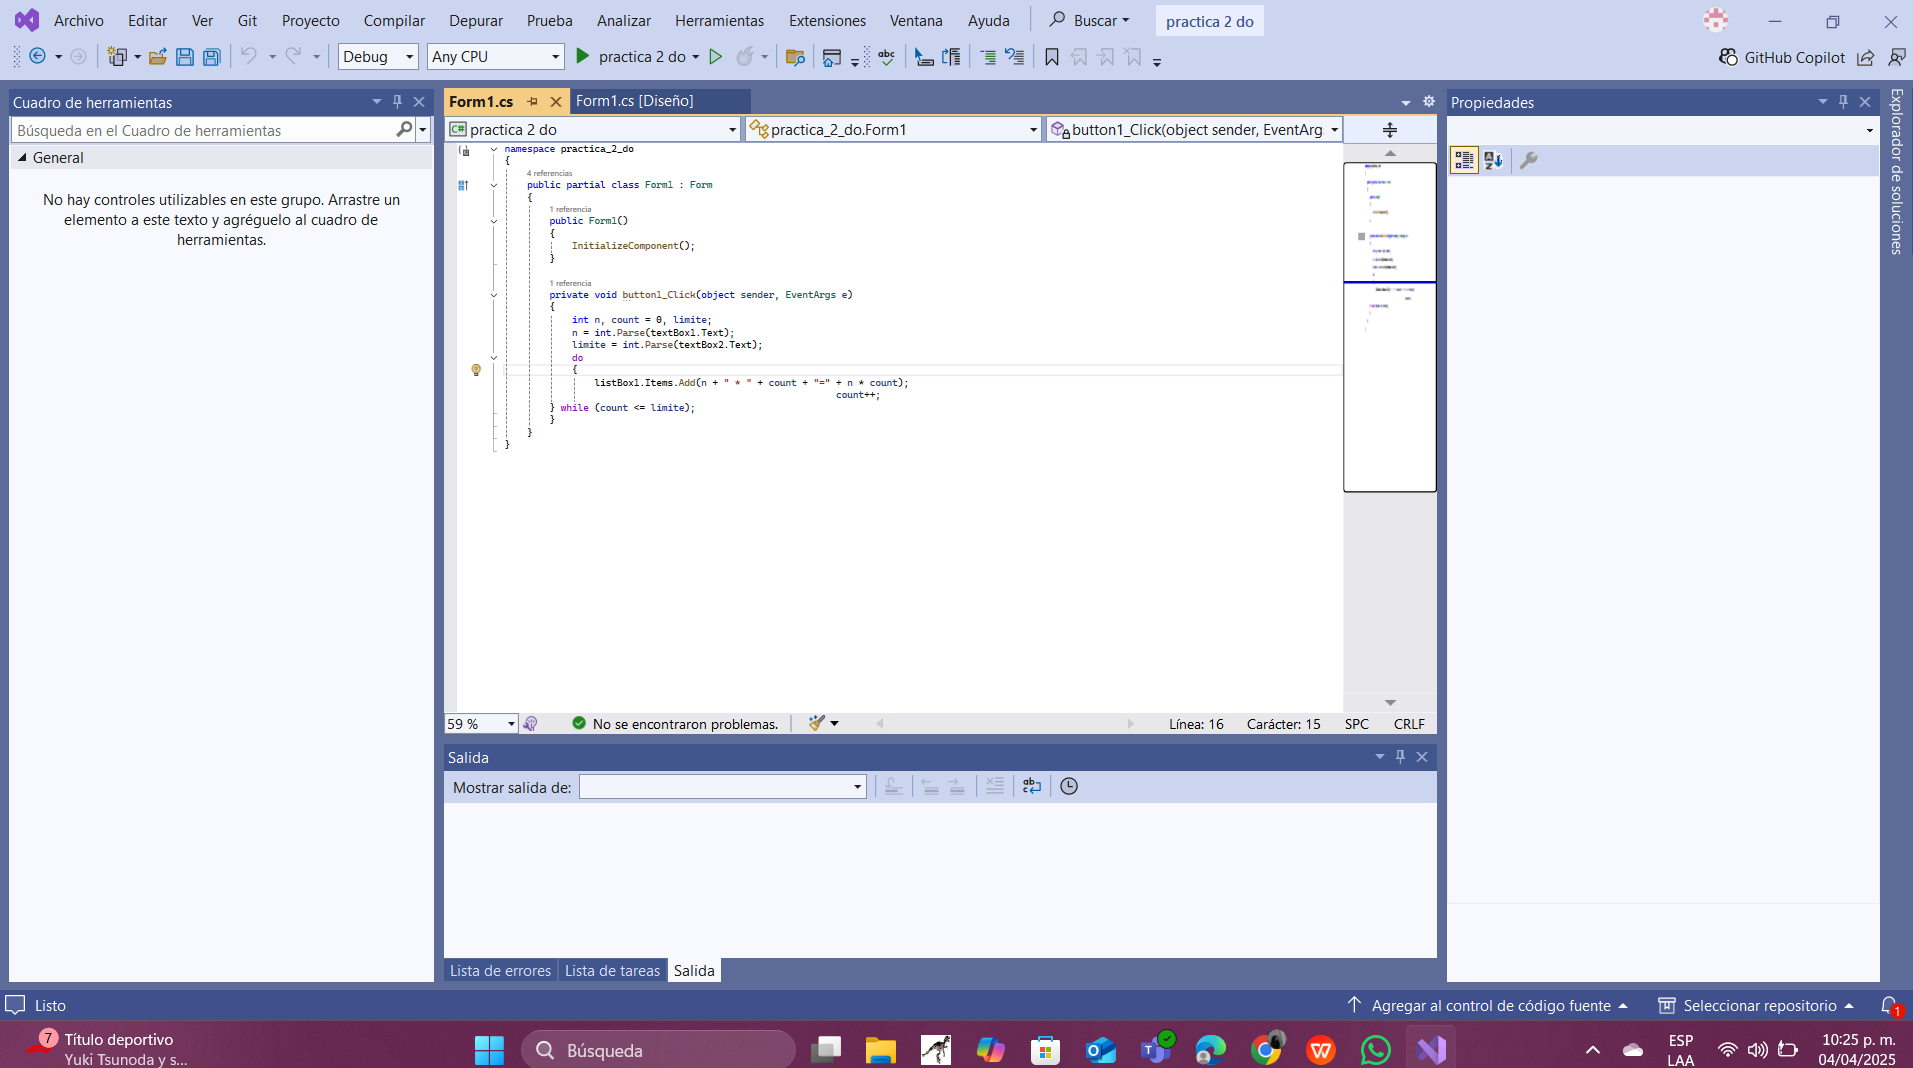 Archivo Editar Ver Git Proyecto Compilar Depurar Prueba Analizar Herramientas Extensiones Ventana Ayuda Buscar practica 2 do
Debug Any CPU practica 2 do GitHub Copilot
Cuadro de herramientas
Búsqueda en el Cuadro de herramientas
General
No hay controles utilizables en este grupo. Arrastre un
elemento a este texto y agréguelo al cuadro de
herramientas.
Form1.cs Form1.cs [Diseño]
practica 2 do practica_2_do.Form1 button1_Click(object sender, EventArgs
namespace practica_2_do
{
4 referencias
public partial class Form1 : Form
{
1 referencia
public Form1()
{
InitializeComponent();
}
1 referencia
private void button1_Click(object sender, EventArgs e)
{
int n, count = 0, limite;
n = int.Parse(textBox1.Text);
limite = int.Parse(textBox2.Text);
do
{
listBox1.Items.Add(n + " * " + count + "=" + n * count);
count++;
} while (count <= limite);
}
}
}
59 % No se encontraron problemas. Línea: 16 Carácter: 15 SPC CRLF
Salida
Mostrar salida de:
Lista de errores Lista de tareas Salida
Propiedades
Explorador de soluciones
Listo Agregar al control de código fuente Seleccionar repositorio 1
7 Título deportivo
Yuki Tsunoda y s...
Búsqueda
ESP
LAA
10:25 p. m.
04/04/2025